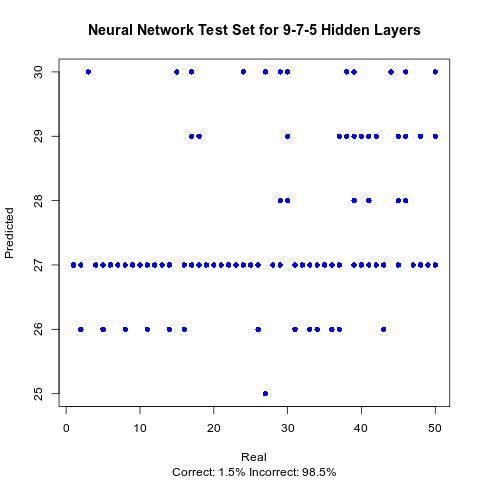 Neural Network Test Set for 9-7-5 Hidden Layers
30
29
28
27
26
25
Predicted
0 10 20 30 40 50
Real
Correct: 1.5% Incorrect: 98.5%